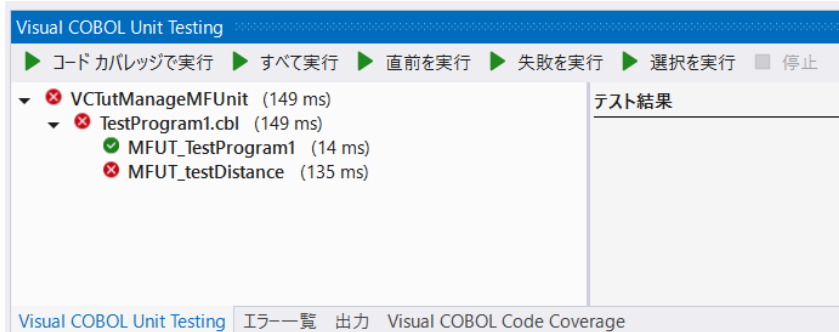 Visual COBOL Unit Testing
コード カバレッジで実行 すべて実行 直前を実行 失敗を実行 選択を実行 停止
VCTutManageMFUnit (149 ms)
TestProgram1.cbl (149 ms)
MFUT_TestProgram1 (14 ms)
MFUT_testDistance (135 ms)
テスト結果
Visual COBOL Unit Testing エラー一覧 出力 Visual COBOL Code Coverage